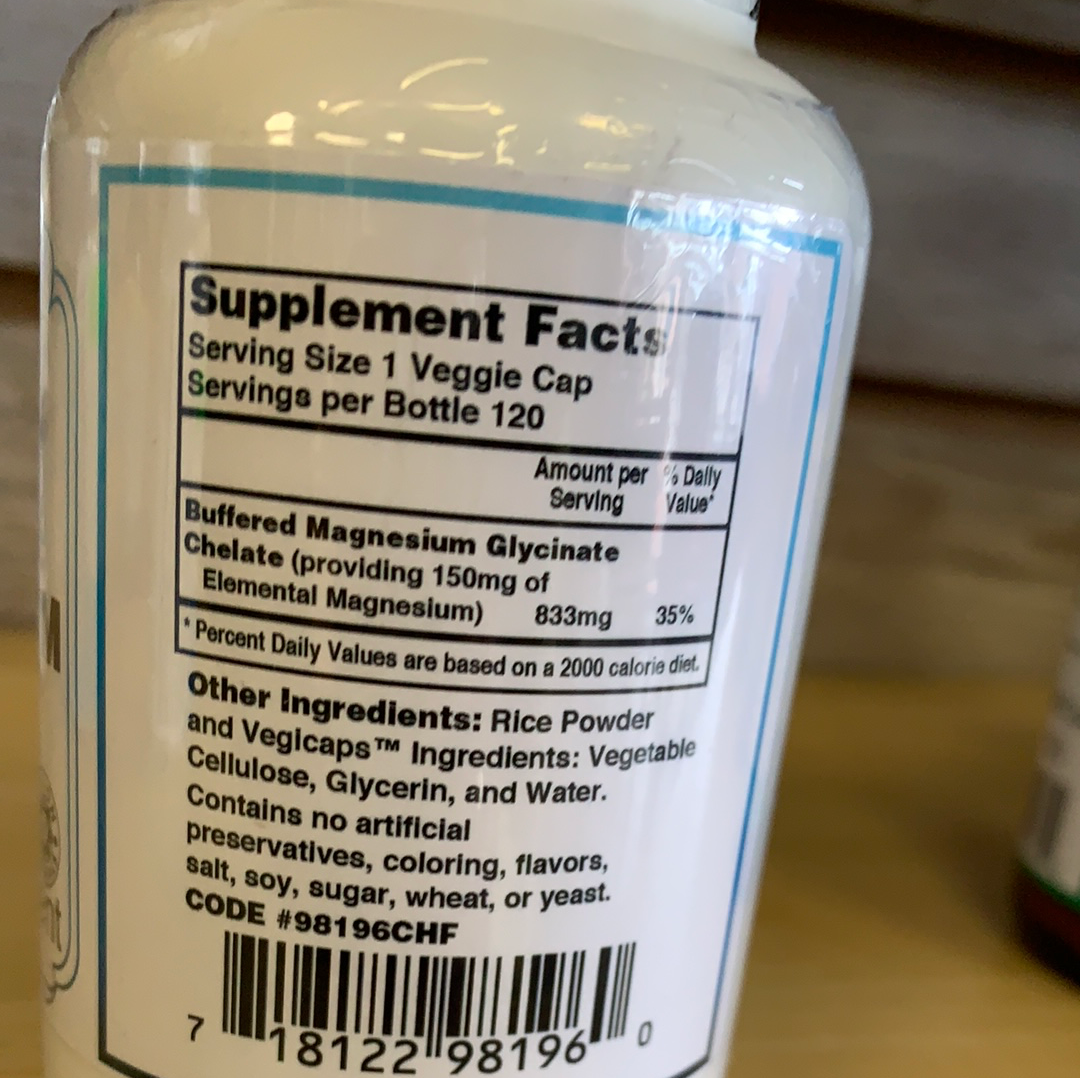 Supplement Facts
Serving Size 1 Veggie Cap
Servings per Bottle 120
Amount per % Daily
Serving Value*
Buffered Magnesium Glycinate
Chelate (providing 150mg of
Elemental Magnesium) 833mg 35%
* Percent Daily Values are based on a 2000 calorie diet.
Other Ingredients: Rice Powder
and Vegicaps™ Ingredients: Vegetable
Cellulose, Glycerin, and Water.
Contains no artificial
preservatives, coloring, flavors,
salt, soy, sugar, wheat, or yeast.
CODE #98196CHF
7 18122 98196 0